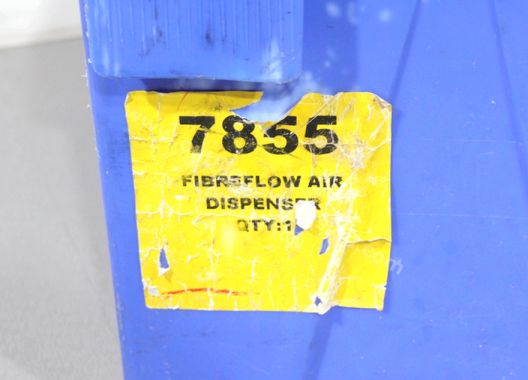 7855
FIBREFLOW AIR
DISPENSER
QTY:1